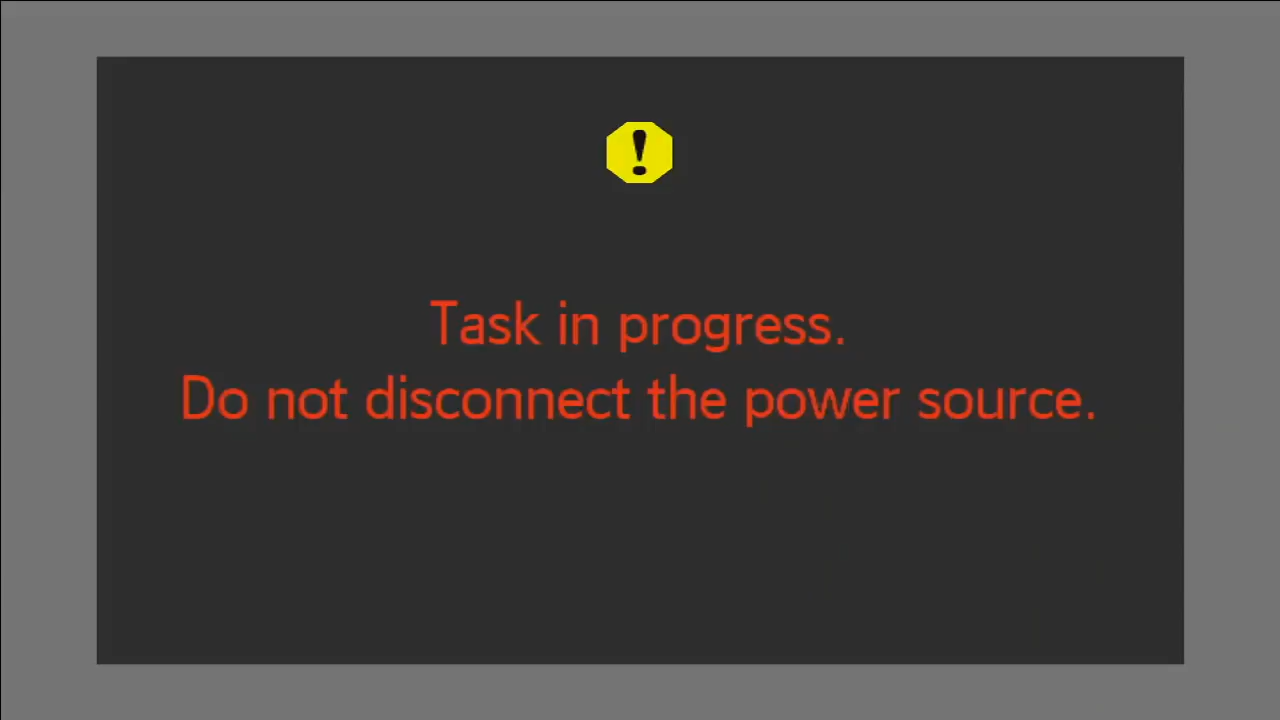 Task in progress.
Do not disconnect the power source.